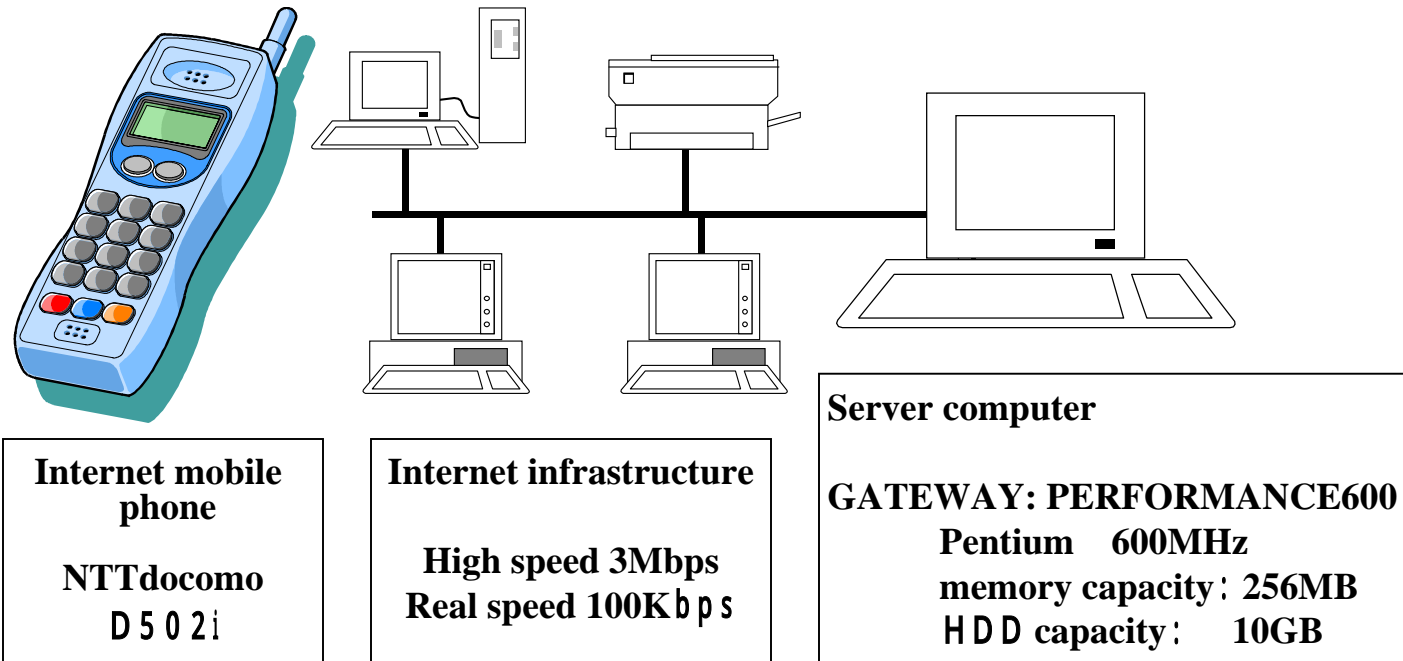 Internet mobile
phone
NTTdocomo
D502i
Internet infrastructure
High speed 3Mbps
Real speed 100Kbps
Server computer
GATEWAY: PERFORMANCE600
Pentium 600MHz
memory capacity: 256MB
HDD capacity: 10GB